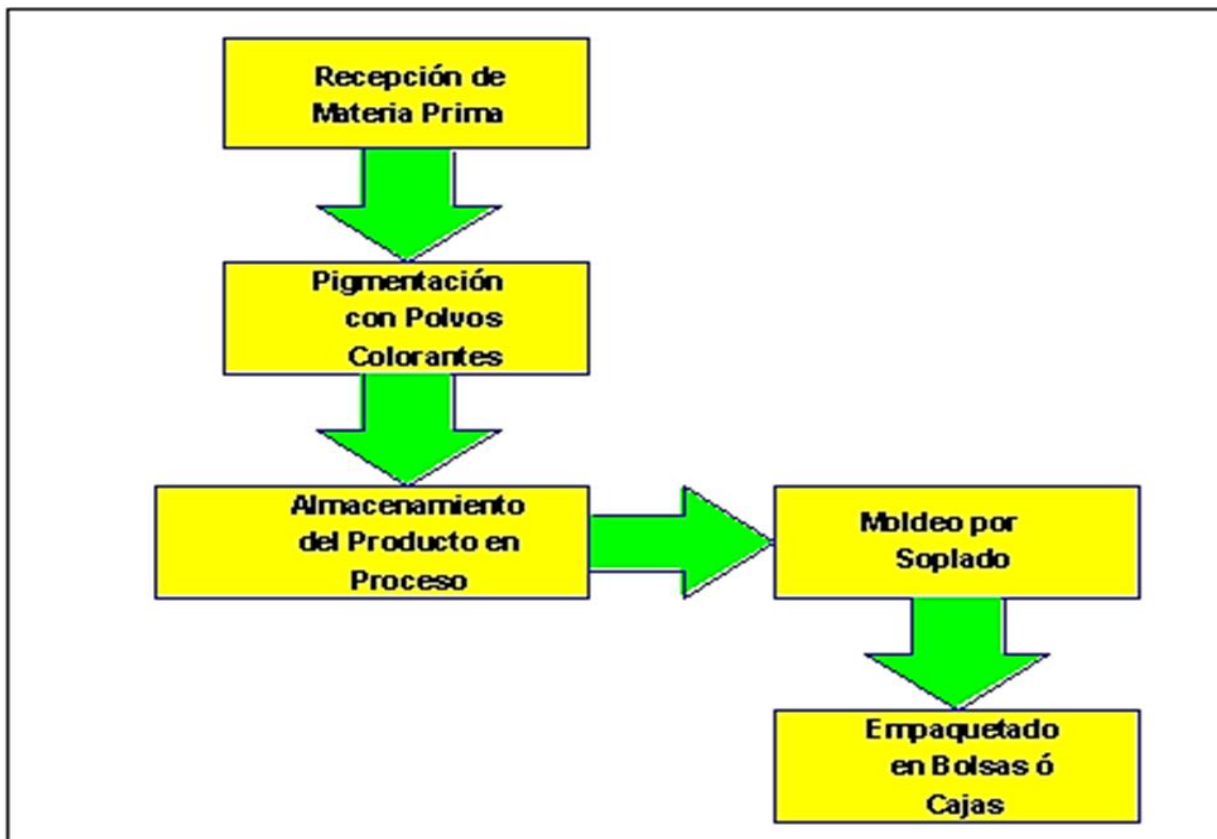 Recepción de
Materia Prima
Pigmentación
con Polvos
Colorantes
Almacenamiento
del Producto en
Proceso
Moldeo por
Soplado
Empaquetado
en Bolsas ó
Cajas